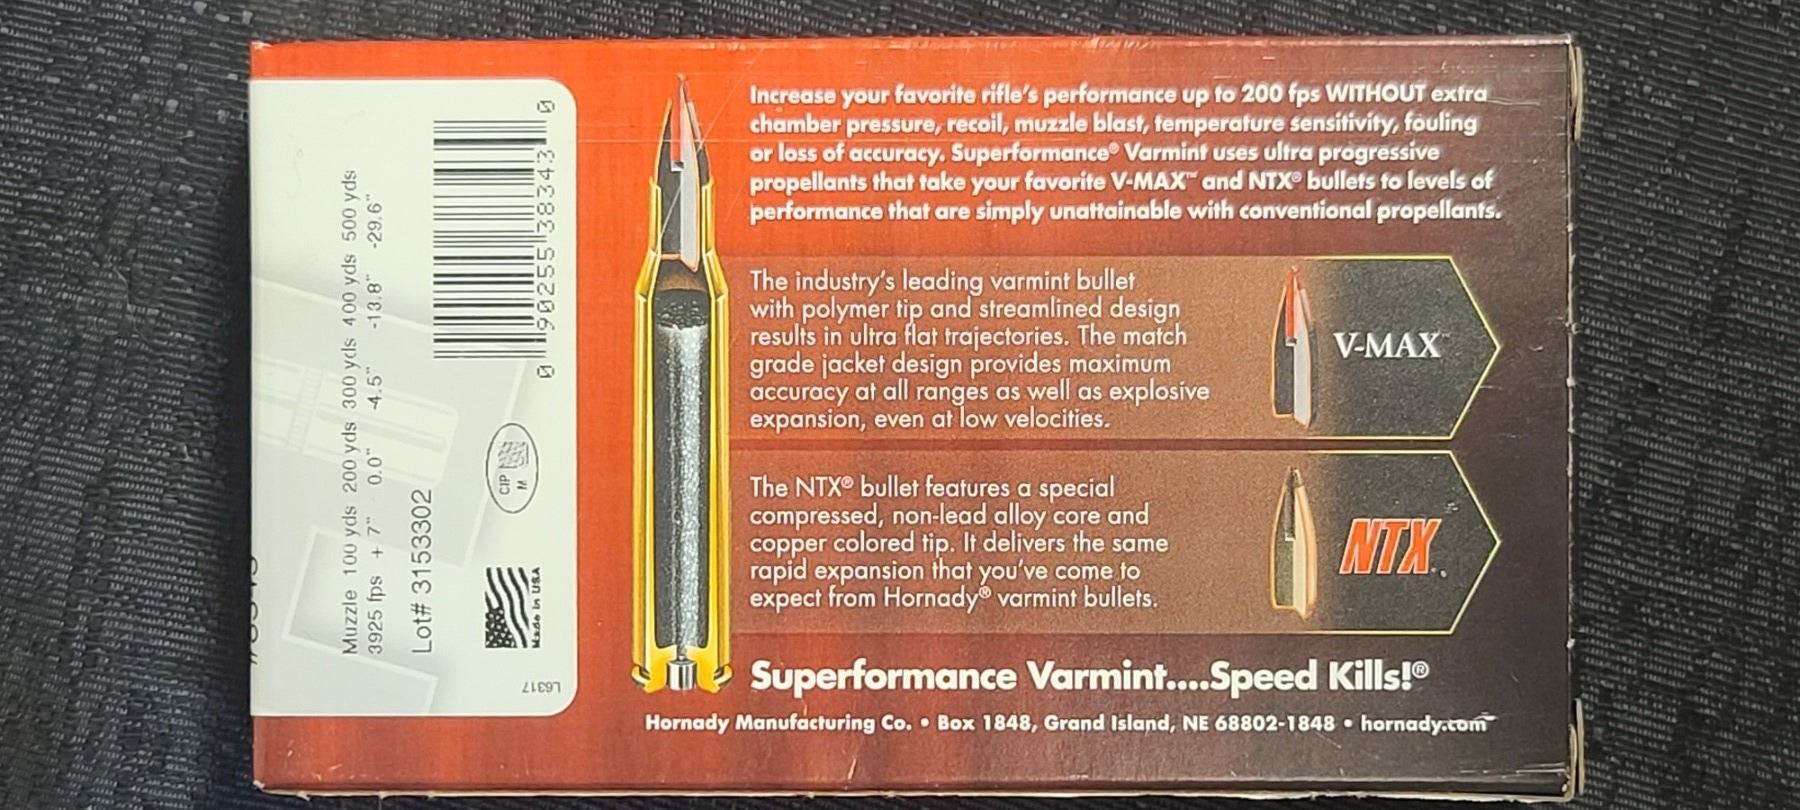 Increase your favorite rifle's performance up to 200 fps WITHOUT extra
chamber pressure, recoil, muzzle blast, temperature sensitivity, fouling
or loss of accuracy. Superformance® Varmint uses ultra progressive
propellants that take your favorite V-MAX™ and NTX® bullets to levels of
performance that are simply unattainable with conventional propellants.
The industry's leading varmint bullet
with polymer tip and streamlined design
results in ultra flat trajectories. The match
grade jacket design provides maximum
accuracy at all ranges as well as explosive
expansion, even at low velocities.
V-MAX™
The NTX® bullet features a special
compressed, non-lead alloy core and
copper colored tip. It delivers the same
rapid expansion that you've come to
expect from Hornady® varmint bullets.
NTX
Superformance Varmint....Speed Kills!®
Hornady Manufacturing Co. • Box 1848, Grand Island, NE 68802-1848 • hornady.com
Muzzle 100 yds 200 yds 300 yds 400 yds 500 yds
3925 fps + 7" 0.0" -4.5" -13.8" -29.6"
Lot# 3153302
0 90255 38343 0
CIP
M
Made in USA
L6317